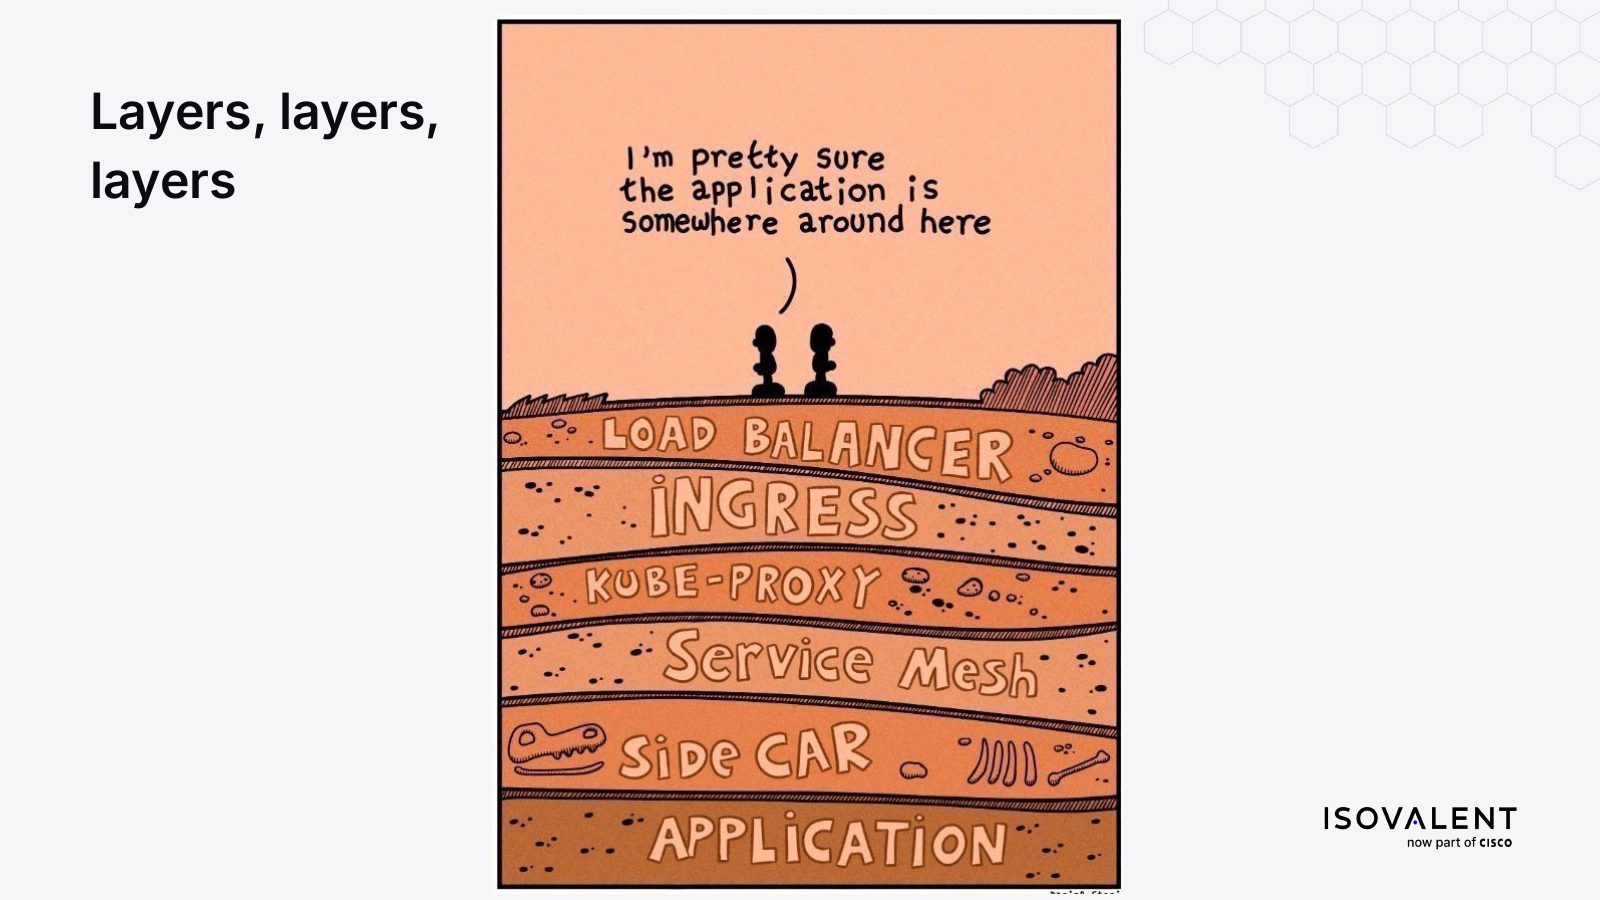 Layers, layers,
layers
I'm pretty sure
the application is
somewhere around here
LOAD BALANCER
iNGRESS
KUBE-PROXY
Service Mesh
SiDe CAR
APPLiCATiON
ISOVALENT
now part of CISCO